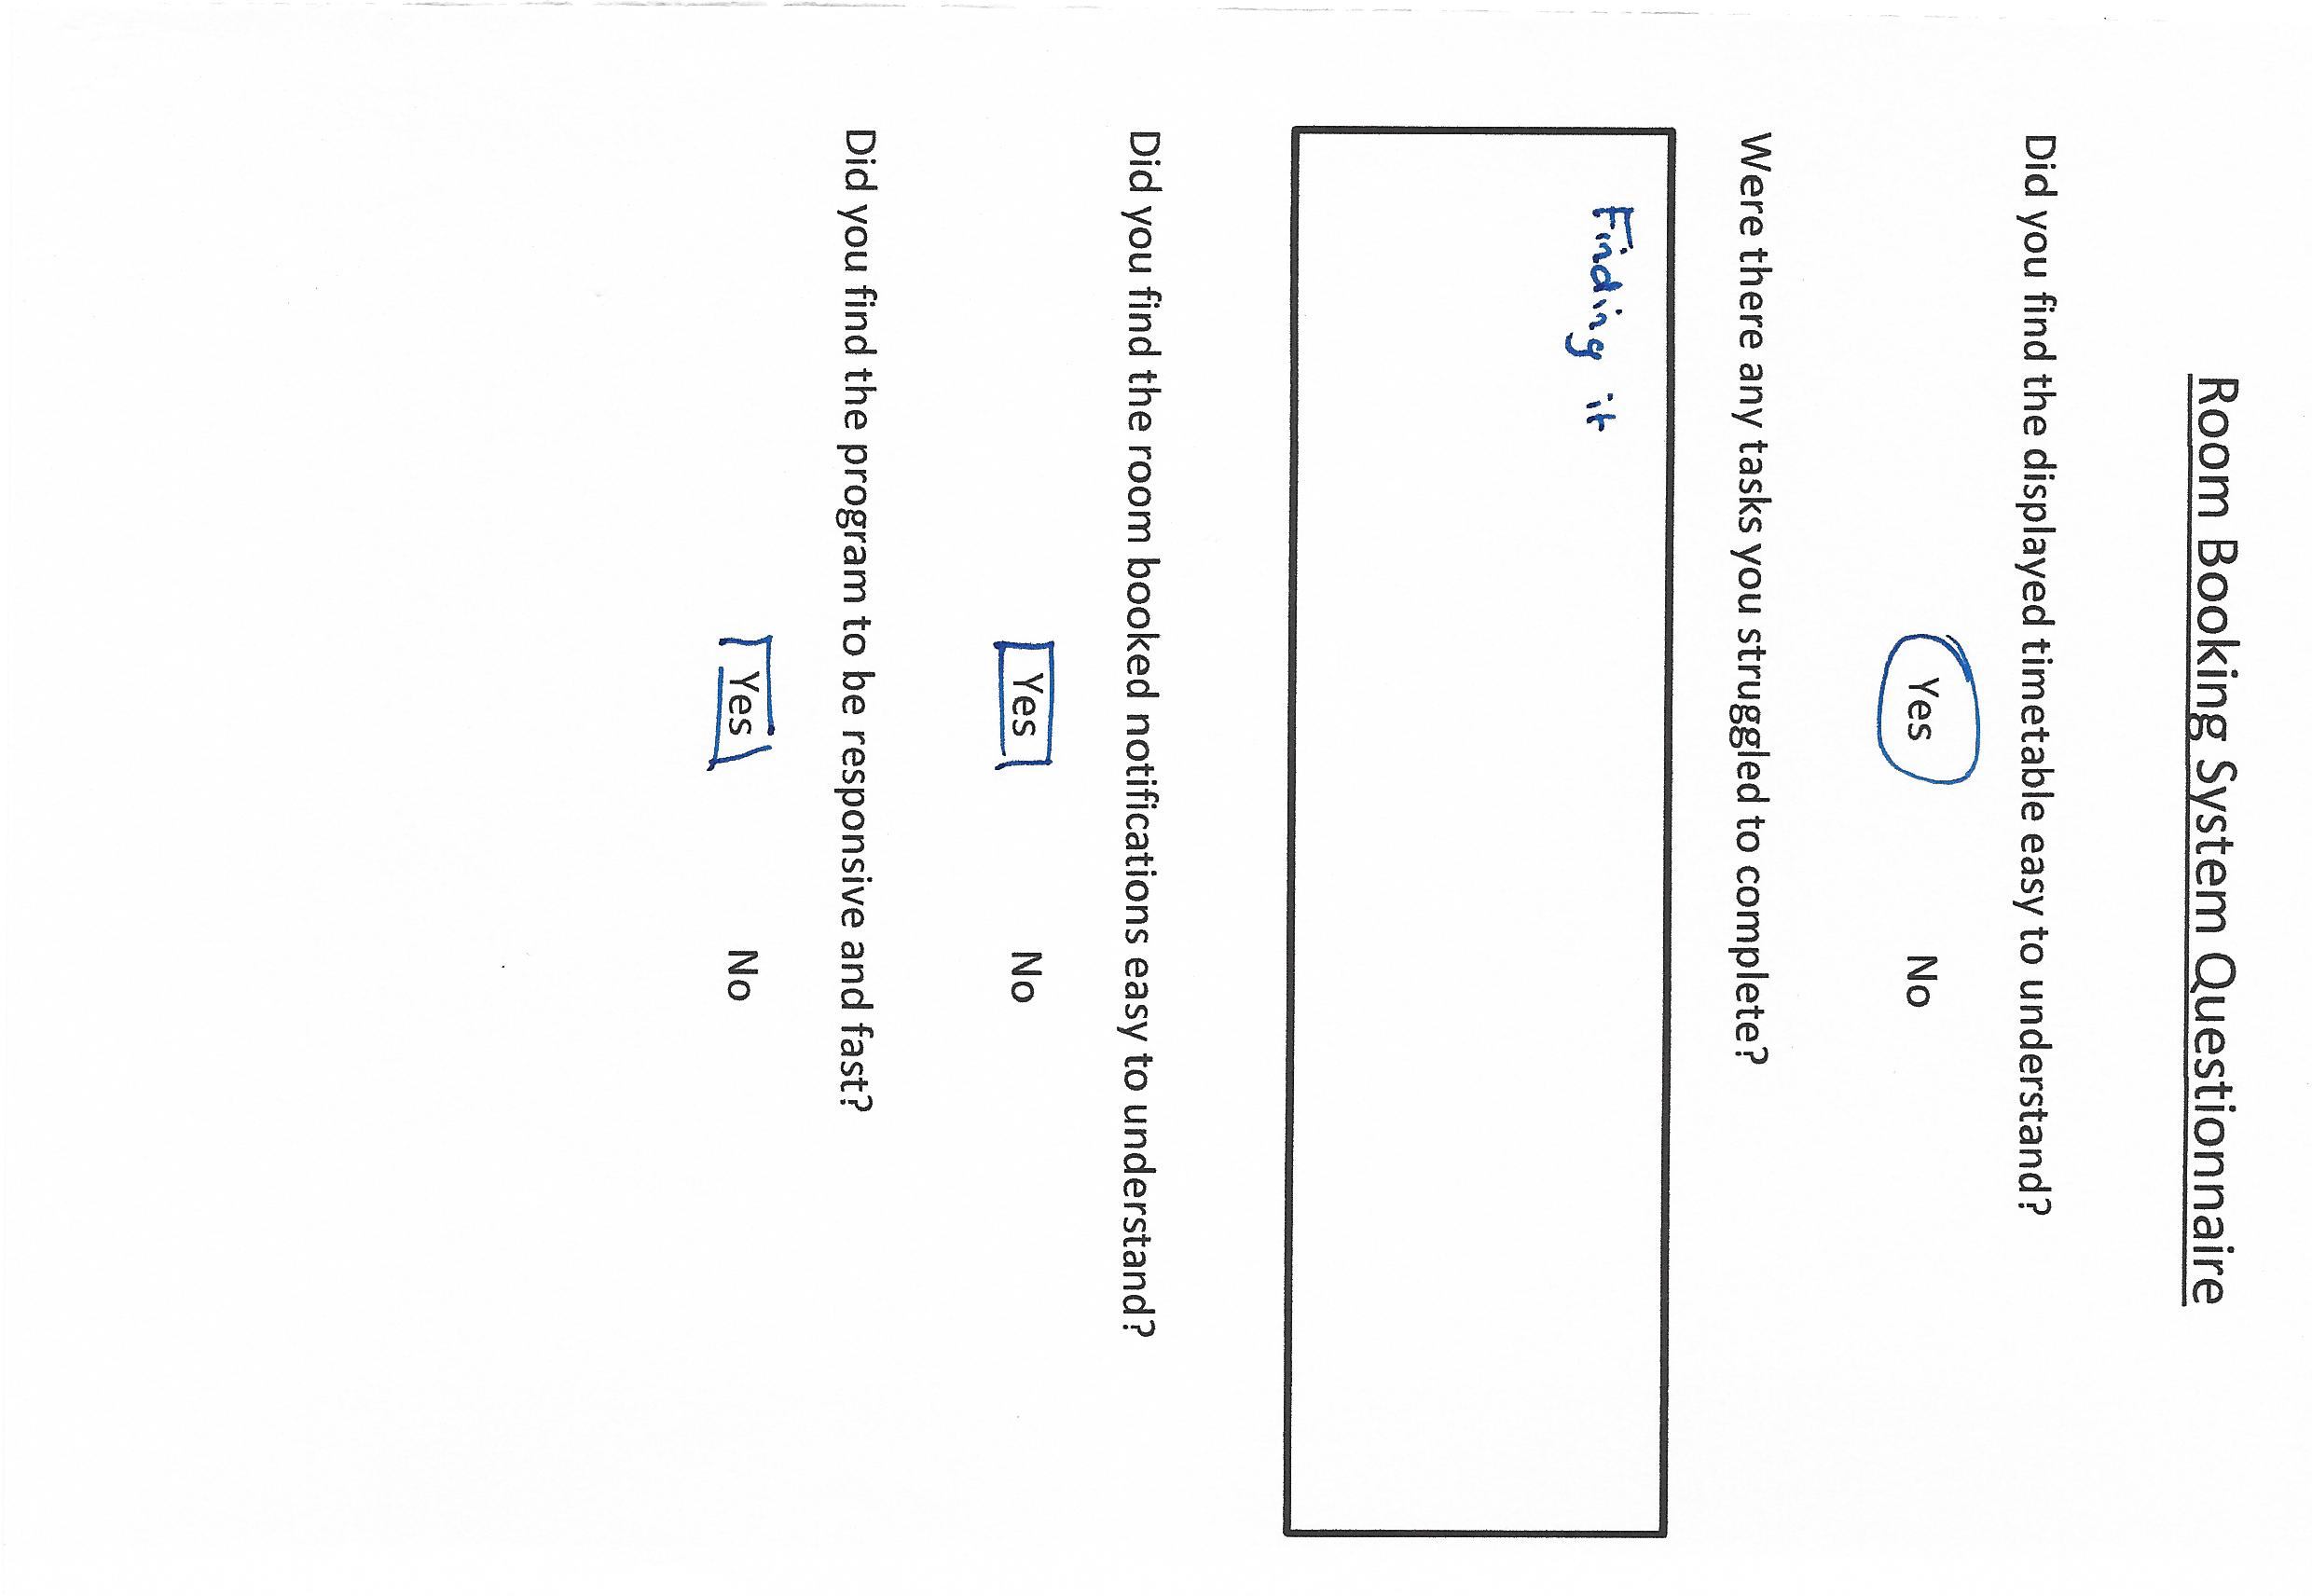 Room Booking System Questionnaire
Did you find the displayed timetable easy to understand?
Yes No
Were there any tasks you struggled to complete?
Finding it
Did you find the room booked notifications easy to understand?
Yes No
Did you find the program to be responsive and fast?
Yes No